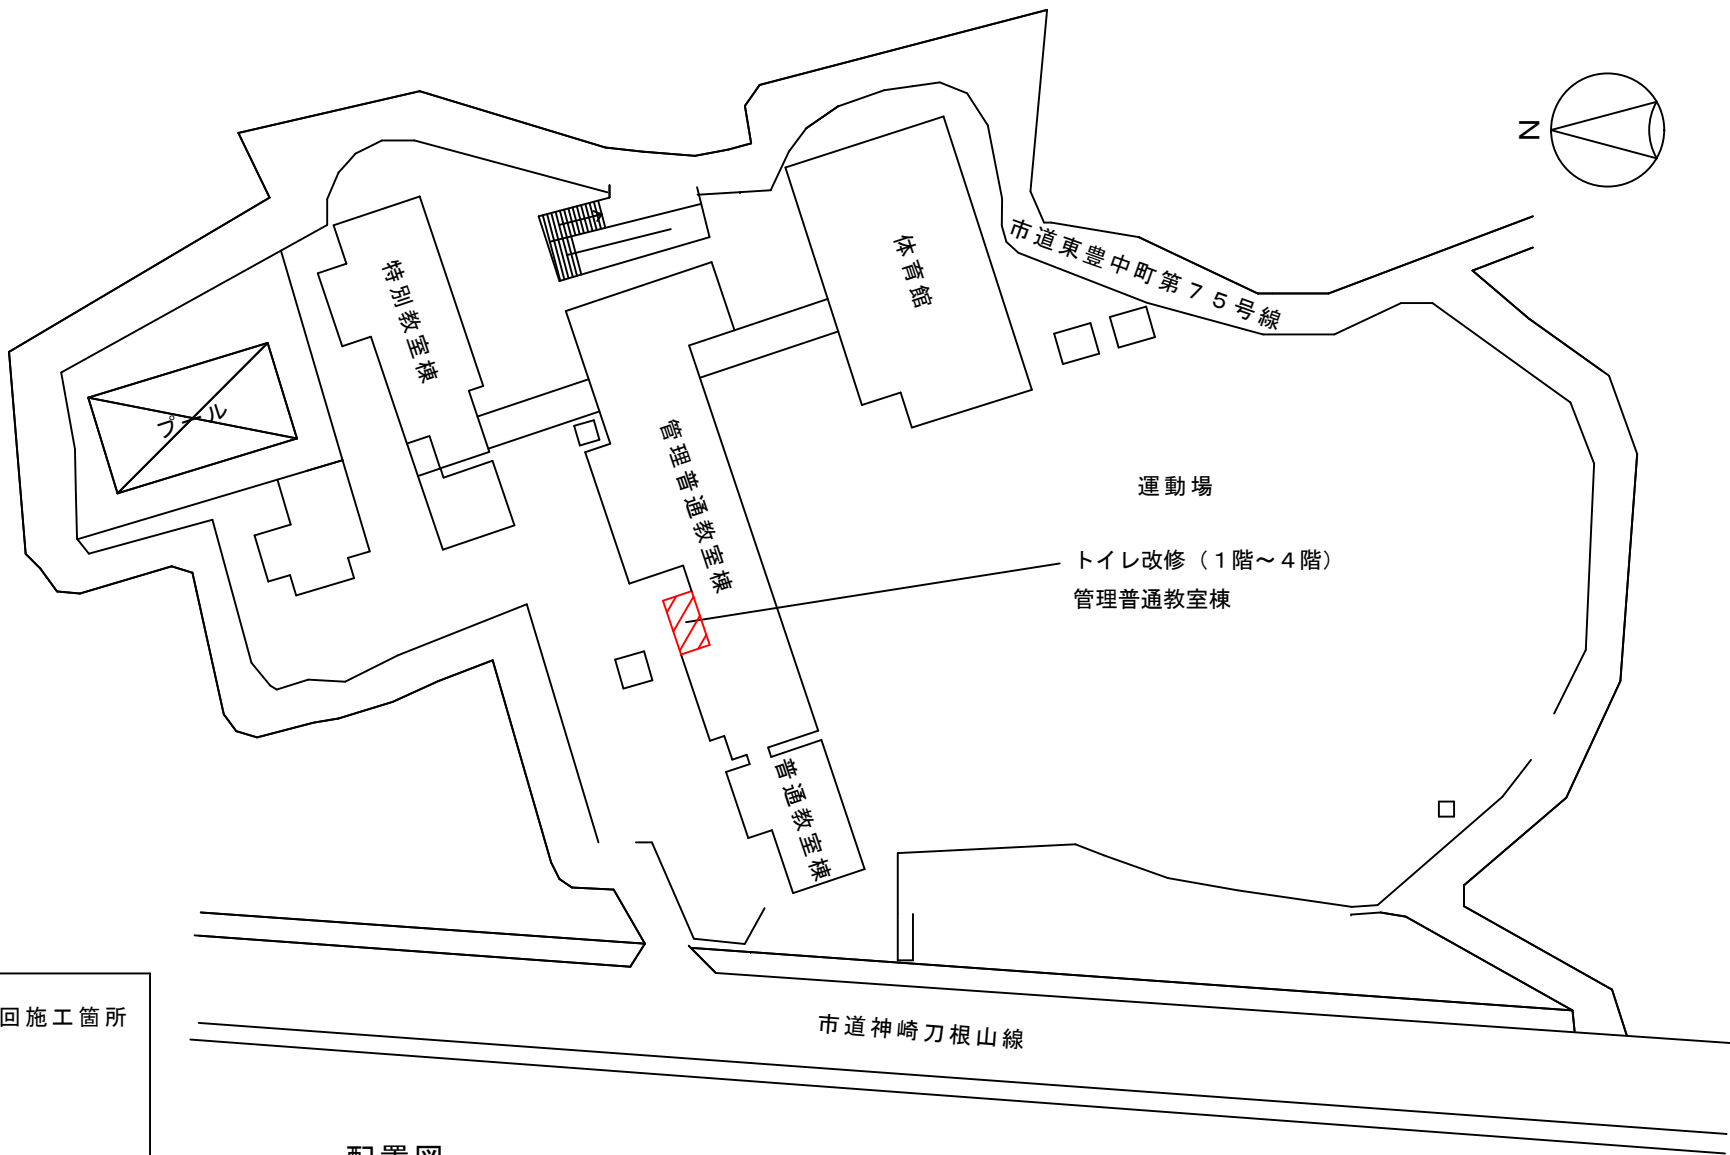 N
市道東豊中町第７５号線
体育館
特別教室棟
プール
管理普通教室棟
運動場
トイレ改修（１階～４階）
管理普通教室棟
普通教室棟
回施工箇所
市道神崎刀根山線
配置図